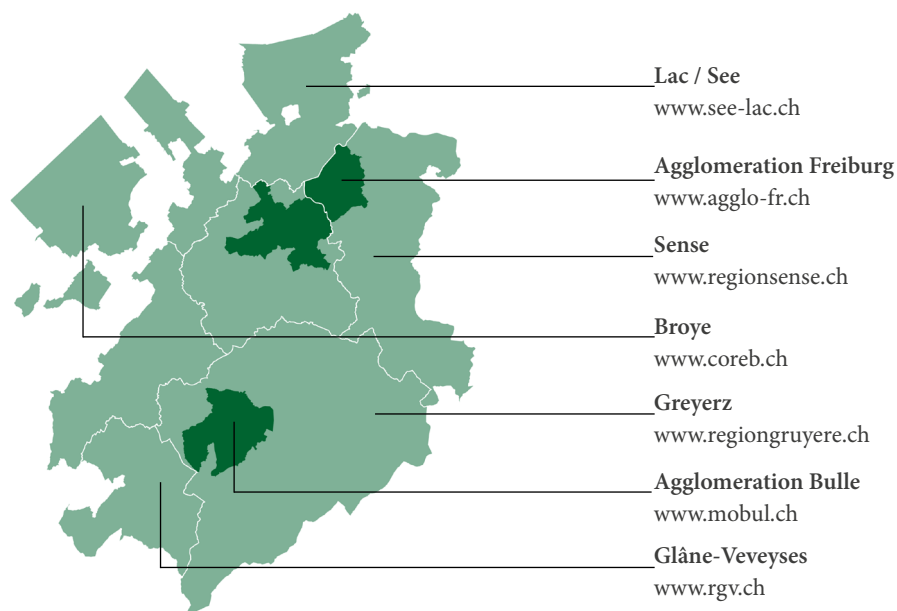 Lac / See
www.see-lac.ch
Agglomeration Freiburg
www.agglo-fr.ch
Sense
www.regionsense.ch
Broye
www.coreb.ch
Greyerz
www.regiongruyere.ch
Agglomeration Bulle
www.mobul.ch
Glâne-Veveyses
www.rgv.ch